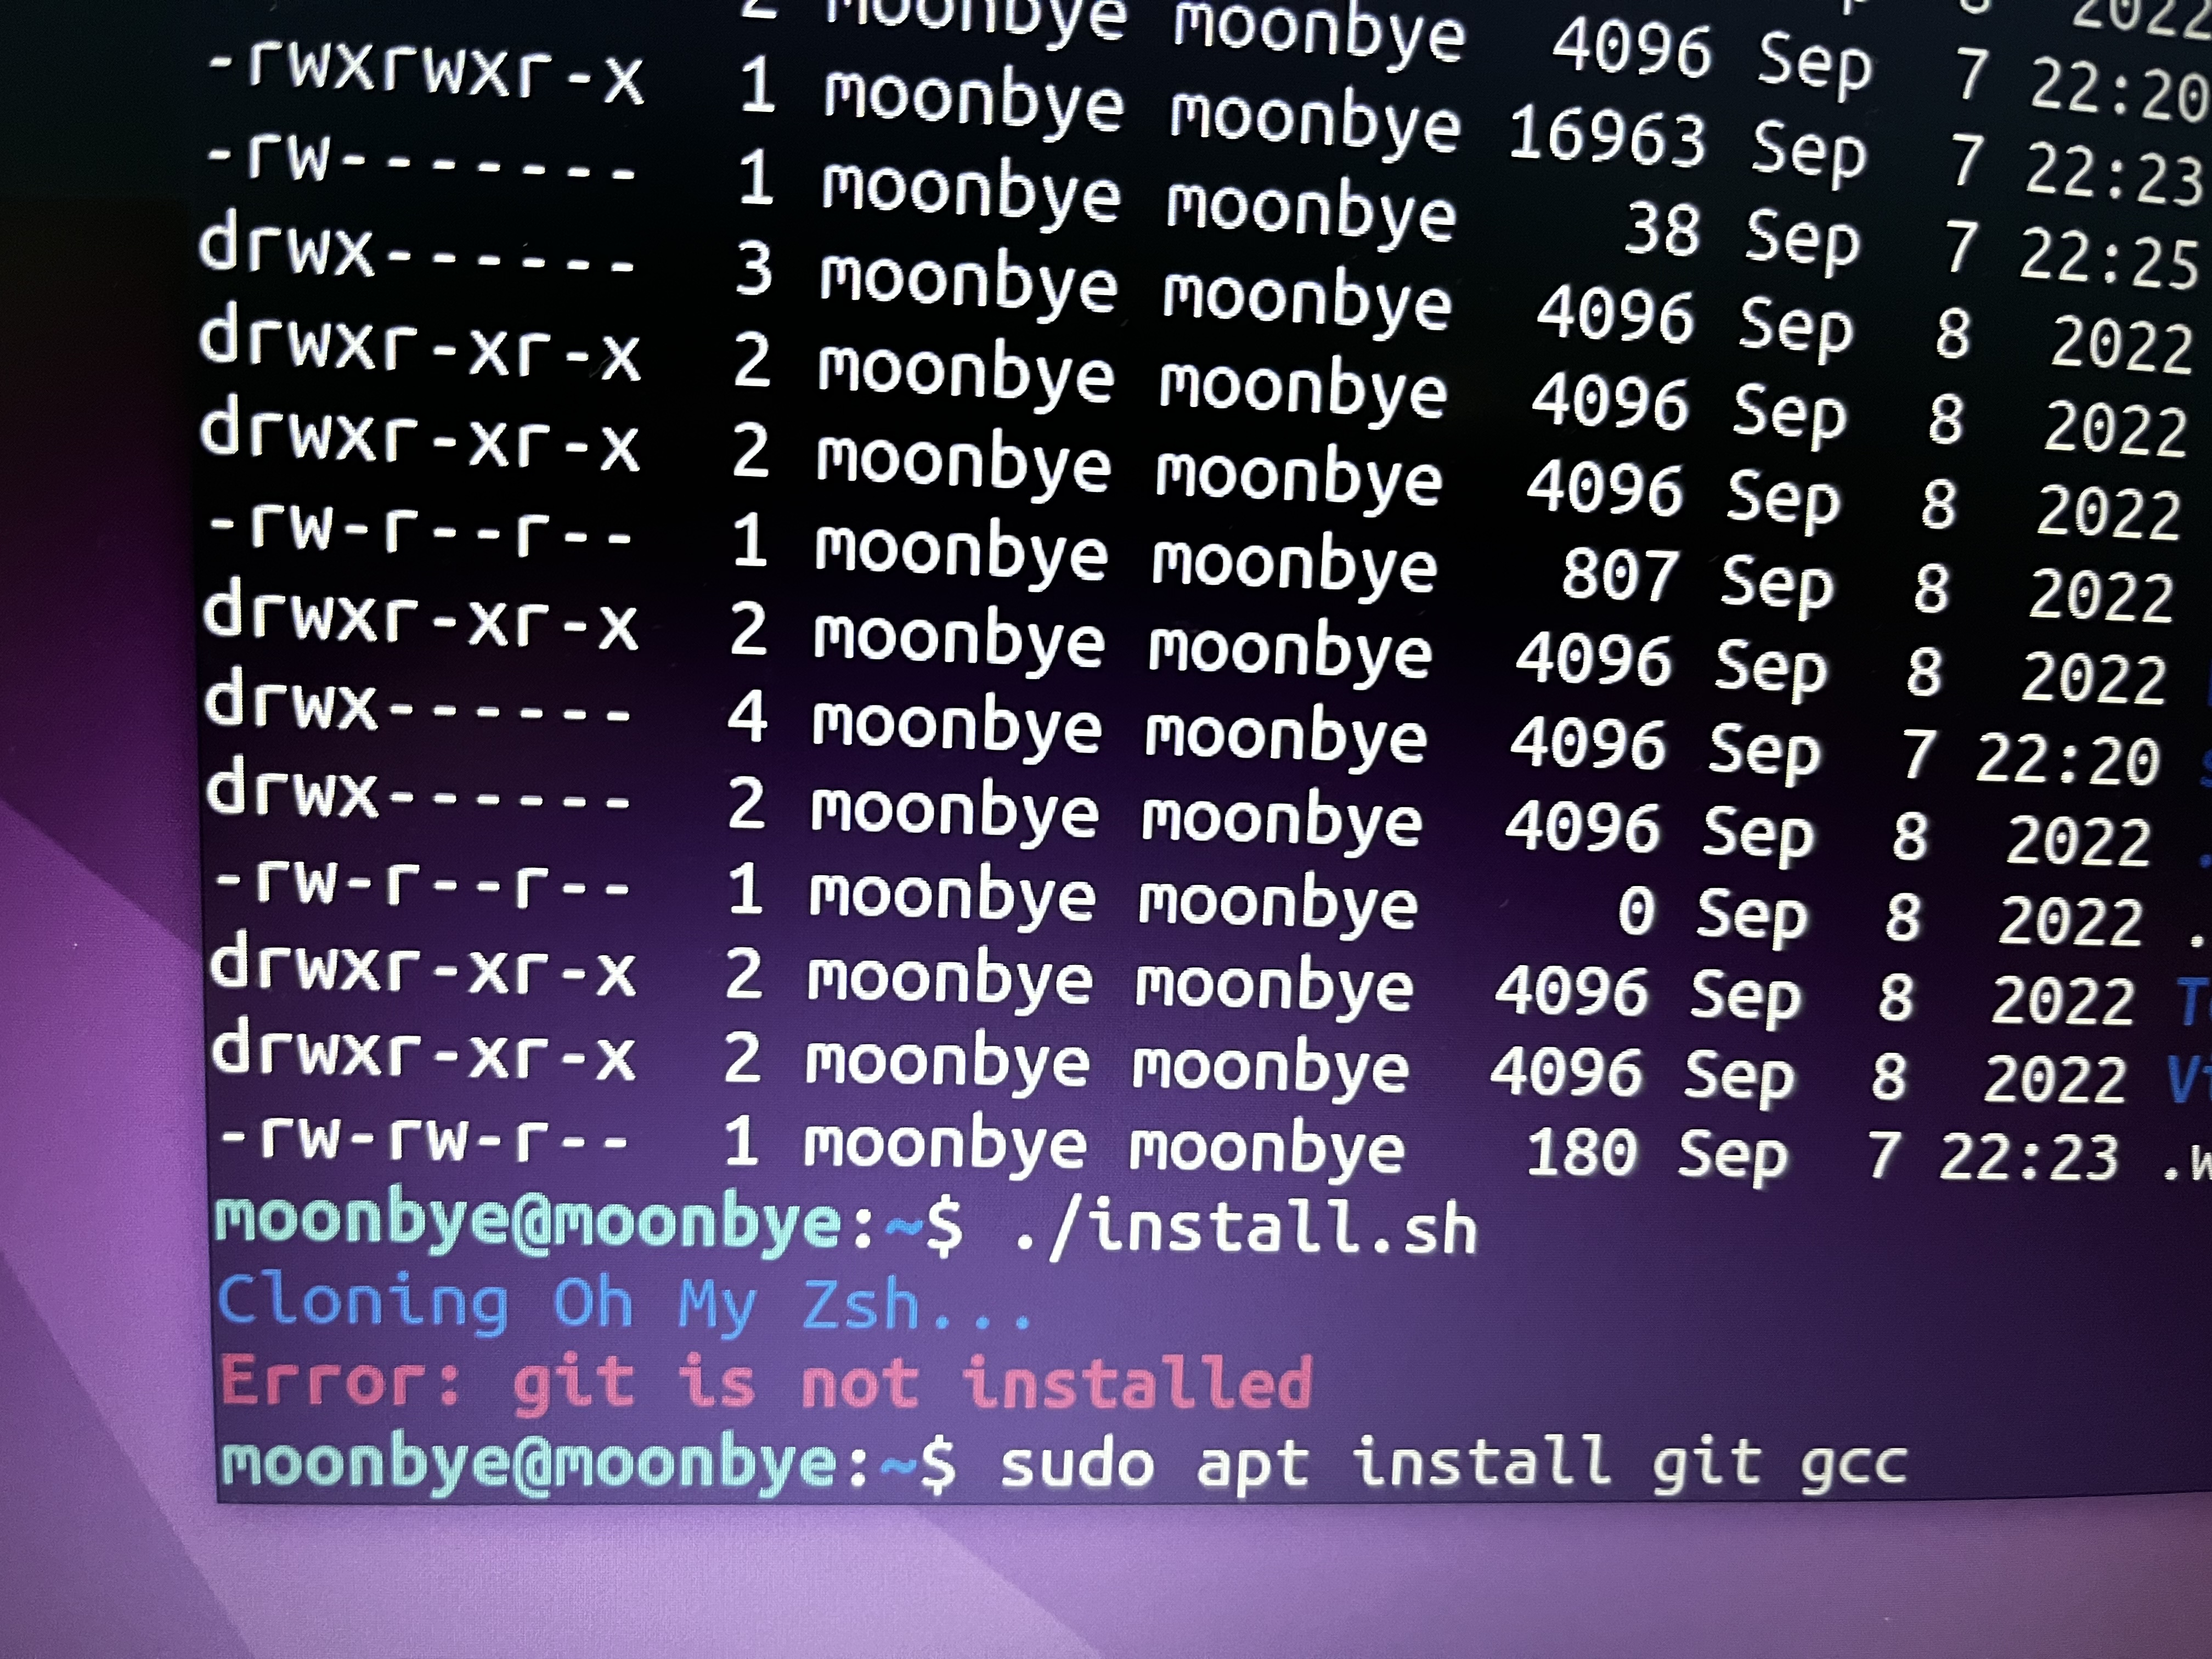 2 moonbye moonbye 4096 Sep 8 2022
-rwxrwxr-x 1 moonbye moonbye 16963 Sep 7 22:20
-rw------- 1 moonbye moonbye 38 Sep 7 22:23
drwx------ 3 moonbye moonbye 4096 Sep 7 22:25
drwxr-xr-x 2 moonbye moonbye 4096 Sep 8 2022
drwxr-xr-x 2 moonbye moonbye 4096 Sep 8 2022
-rw-r--r-- 1 moonbye moonbye 807 Sep 8 2022
drwxr-xr-x 2 moonbye moonbye 4096 Sep 8 2022
drwx------ 4 moonbye moonbye 4096 Sep 7 22:20
drwx------ 2 moonbye moonbye 4096 Sep 8 2022
-rw-r--r-- 1 moonbye moonbye 0 Sep 8 2022
drwxr-xr-x 2 moonbye moonbye 4096 Sep 8 2022
drwxr-xr-x 2 moonbye moonbye 4096 Sep 8 2022
-rw-rw-r-- 1 moonbye moonbye 180 Sep 7 22:23
moonbye@moonbye:~$ ./install.sh
Cloning Oh My Zsh...
Error: git is not installed
moonbye@moonbye:~$ sudo apt install git gcc